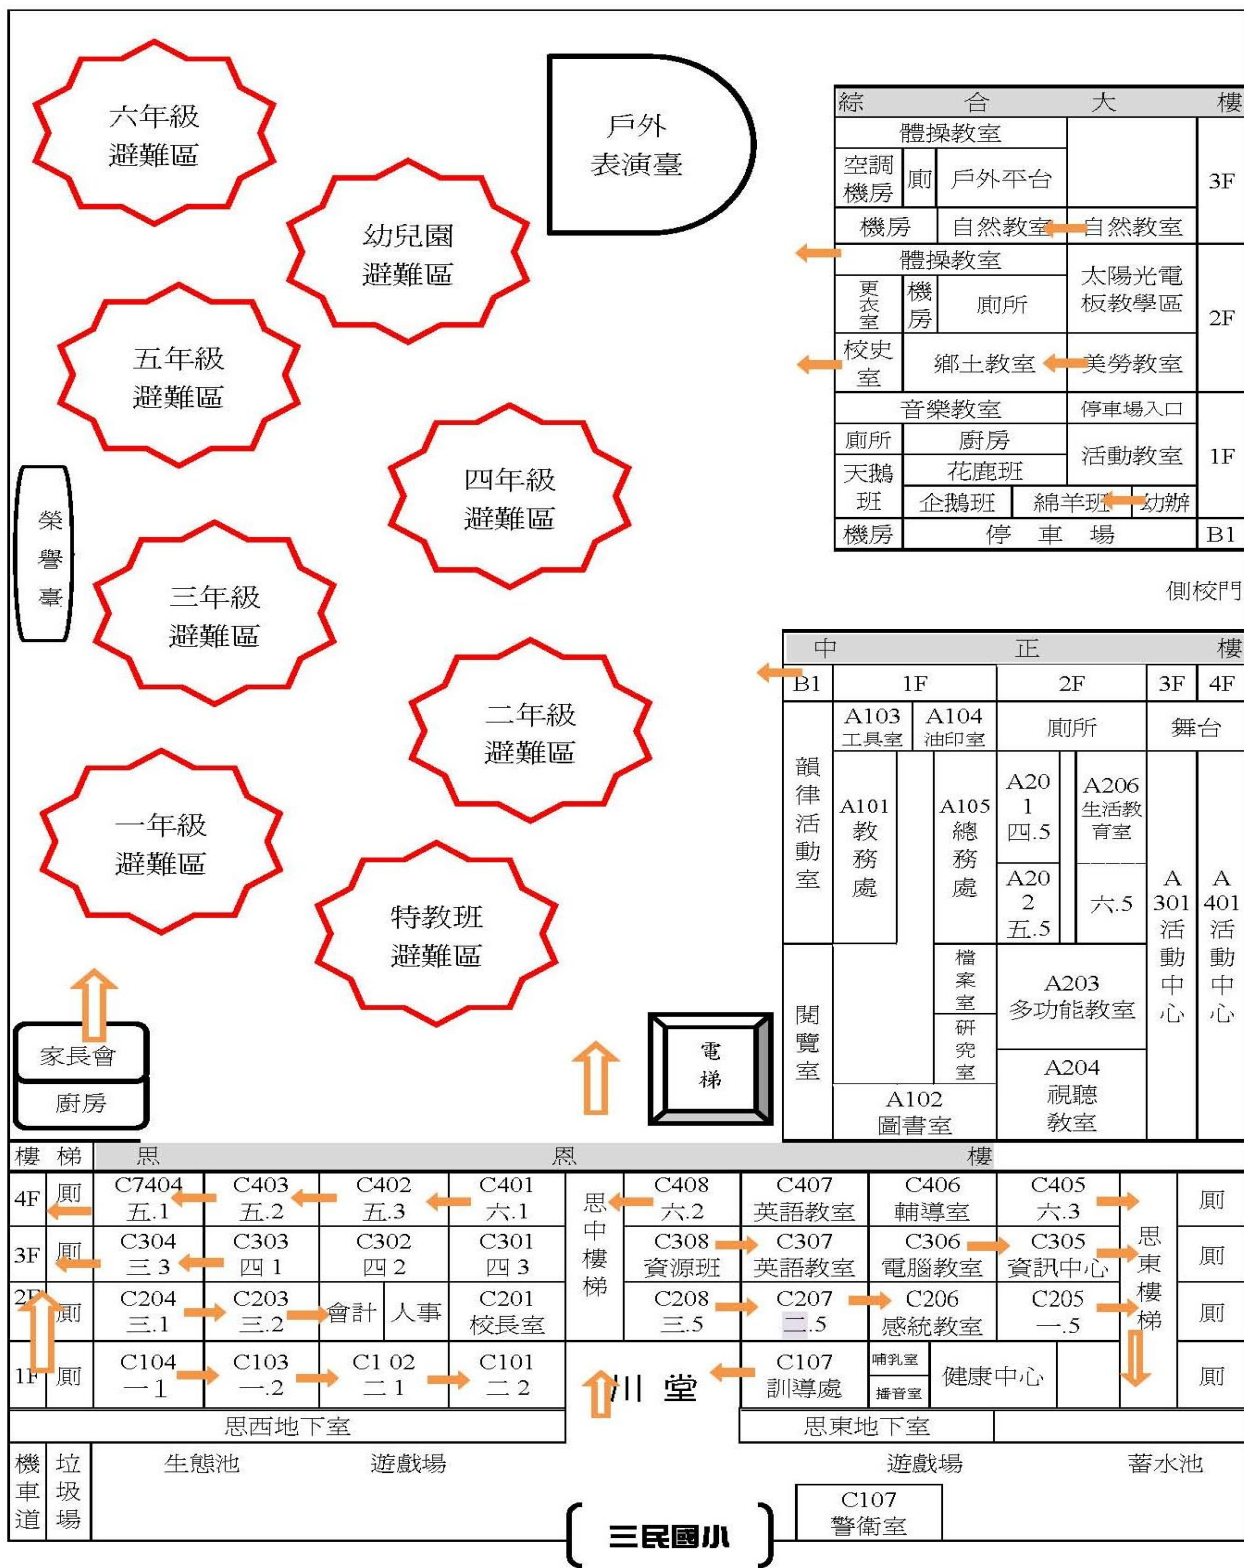 六年級
避難區
幼兒園
避難區
五年級
避難區
四年級
避難區
三年級
避難區
二年級
避難區
一年級
避難區
特教班
避難區
戶外
表演臺
榮譽臺
家長會
廚房
電梯
綜 合 大 樓
體操教室
空調機房 廁 戶外平台 3F
機房 自然教室 自然教室
體操教室 太陽光電板教學區
更衣室 機房 廁所 2F
校史室 鄉土教室 美勞教室
音樂教室 停車場入口
廁所 廚房 活動教室 1F
天鵝班 花鹿班
企鵝班 綿羊班 幼辦
機房 停 車 場 B1
側校門
中 正 樓
B1 1F 2F 3F 4F
A103 工具室 A104 油印室 廁所 舞台
韻律活動室
A101 教務處
A105 總務處
A201 四.5
A206 生活教育室
A202 五.5
六.5
A301 活動中心
A401 活動中心
閱覽室
檔案室
研究室
A203 多功能教室
A204 視聽教室
A102 圖書室
樓梯 思 恩 樓
4F 廁 C7404 C403 C402 C401 思中樓梯 C408 C407 C406 C405 思東樓梯 廁
五.1 五.2 五.3 六.1 六.2 英語教室 輔導室 六.3
3F 廁 C304 C303 C302 C301 C308 C307 C306 C305 廁
三 3 四 1 四 2 四 3 資源班 英語教室 電腦教室 資訊中心
2F 廁 C204 C203 會計 人事 C201 C208 C207 C206 C205 廁
三.1 三.2 校長室 三.5 二.5 感統教室 一.5
1F 廁 C104 C103 C1 02 C101 川 堂 C107 哺乳室 健康中心 廁
一 1 一.2 二 1 二 2 訓導處 播音室
思西地下室 思東地下室
機車道 垃圾場 生態池 遊戲場 遊戲場 蓄水池
C107
警衛室
三民國小